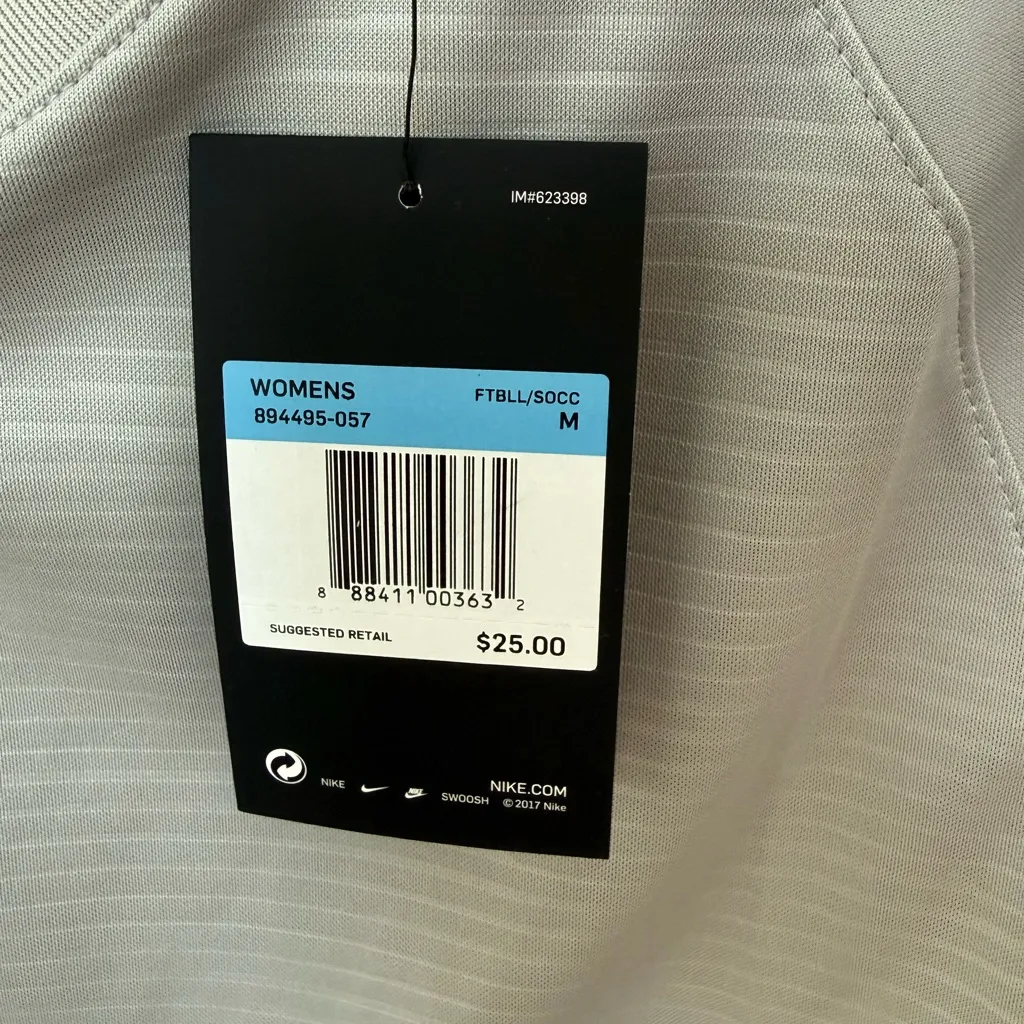 IM#623398
WOMENS FTBLL/SOCC
894495-057 M
8 88411 00363 2
SUGGESTED RETAIL $25.00
NIKE NIKE SWOOSH NIKE.COM
©2017 Nike